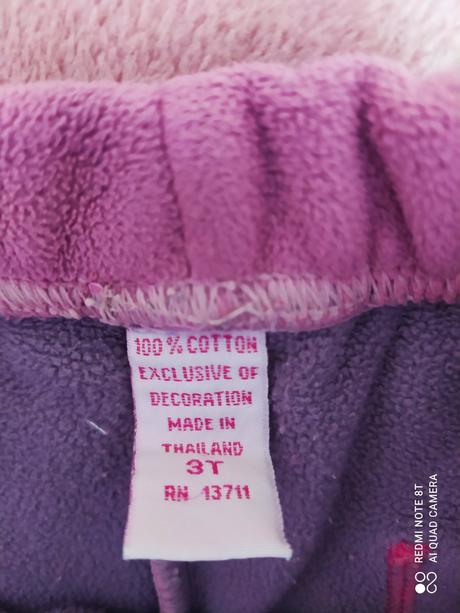 100% COTTON
EXCLUSIVE OF
DECORATION
MADE IN
THAILAND
3T
RN 13711
REDMI NOTE 8T
AI QUAD CAMERA